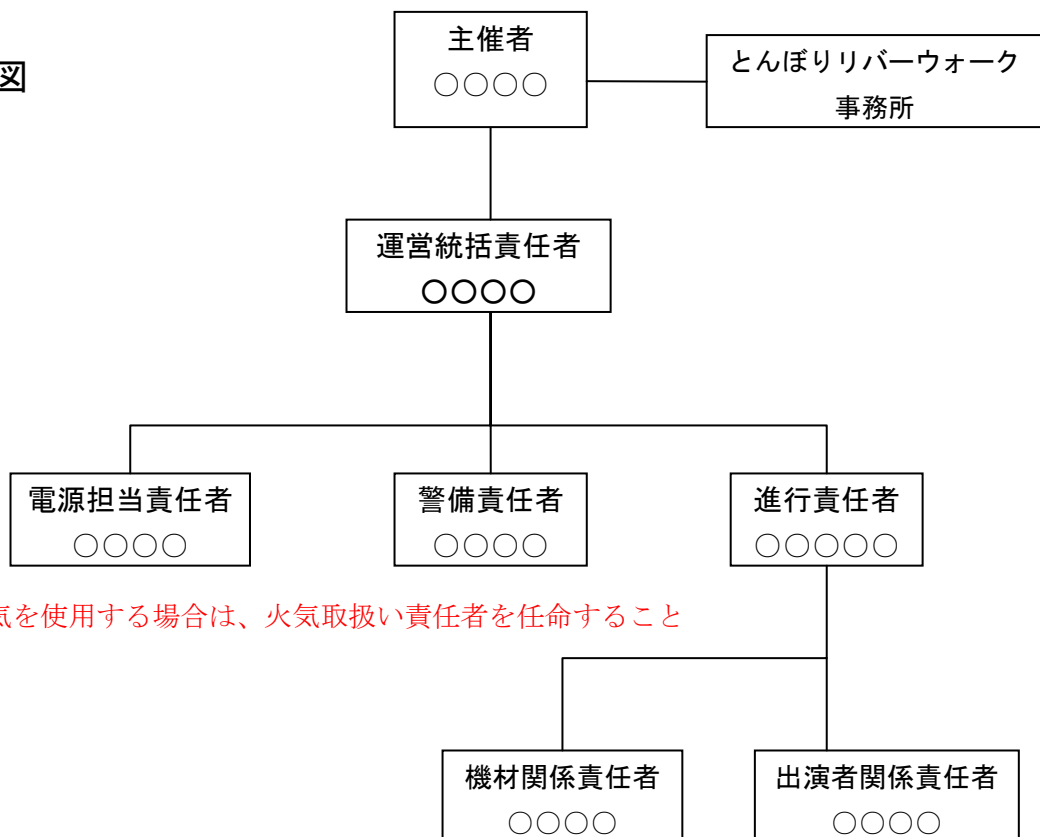 図
主催者
○○○○
とんぼりリバーウォーク
事務所
運営統括責任者
○○○○
電源担当責任者
○○○○
警備責任者
○○○○
進行責任者
○○○○○
気を使用する場合は、火気取扱い責任者を任命すること
機材関係責任者
○○○○
出演者関係責任者
○○○○